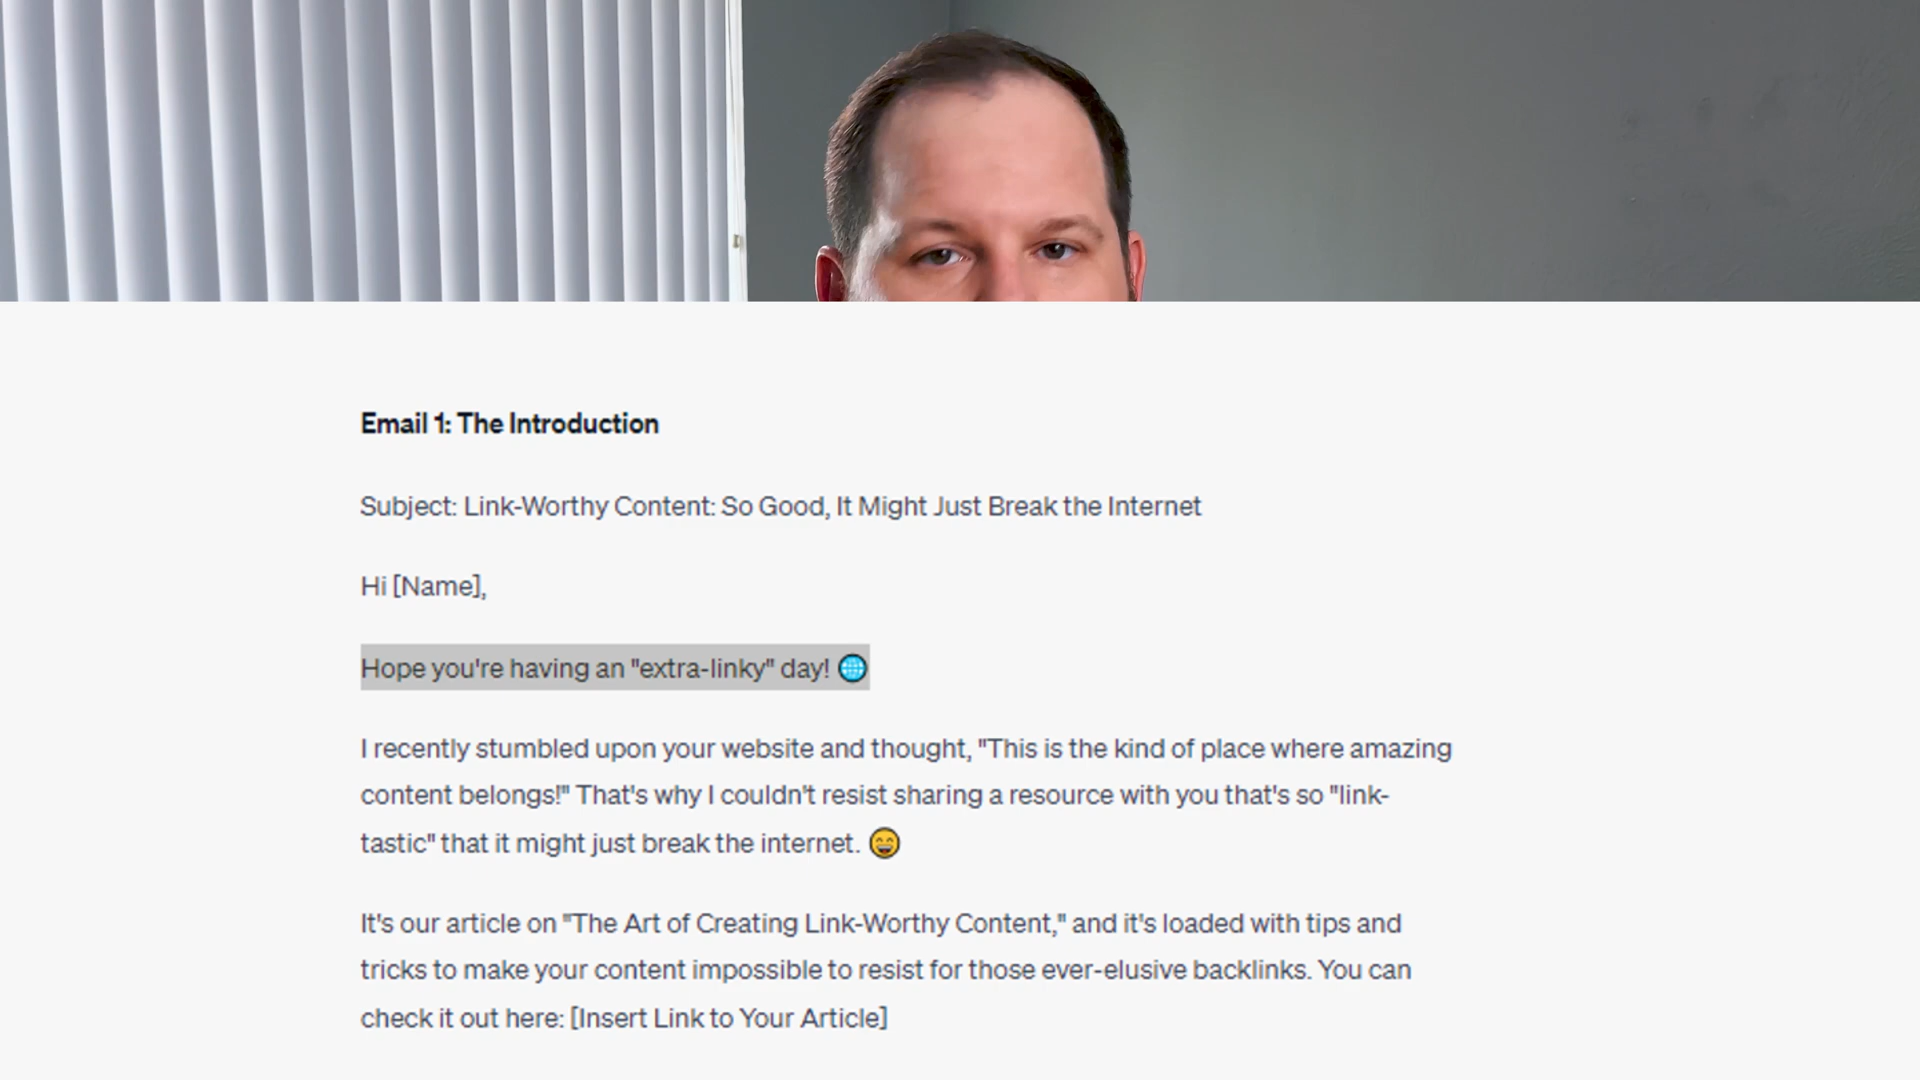 Email 1: The Introduction
Subject: Link-Worthy Content: So Good, It Might Just Break the Internet
Hi [Name],
Hope you're having an "extra-linky" day! 🌐
I recently stumbled upon your website and thought, "This is the kind of place where amazing
content belongs!" That's why I couldn't resist sharing a resource with you that's so "link-
tastic" that it might just break the internet. 😄
It's our article on "The Art of Creating Link-Worthy Content," and it's loaded with tips and
tricks to make your content impossible to resist for those ever-elusive backlinks. You can
check it out here: [Insert Link to Your Article]